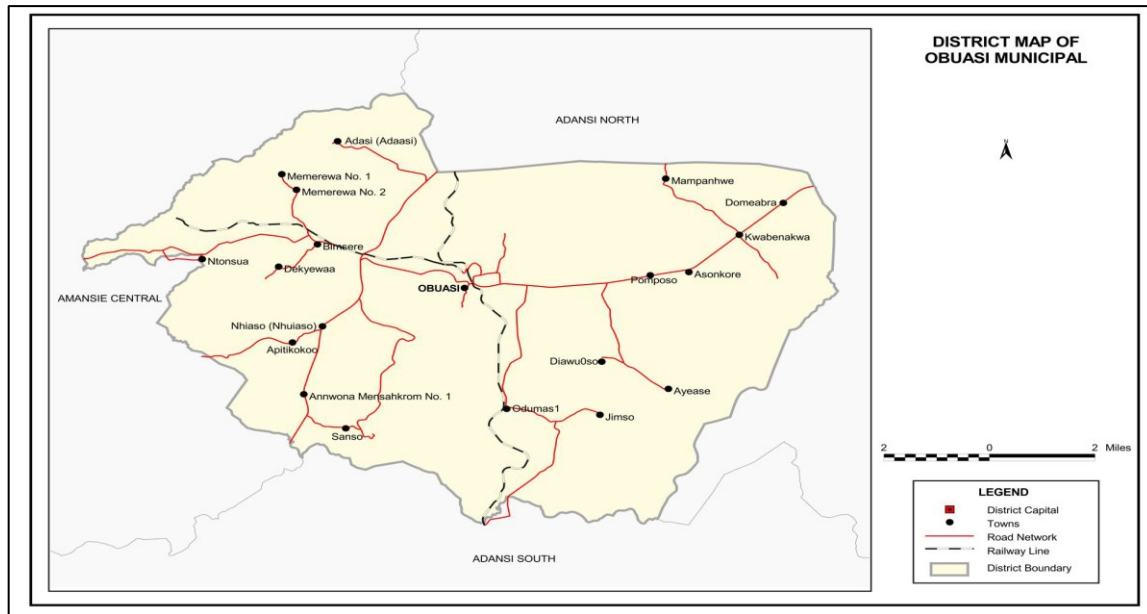 DISTRICT MAP OF
OBUASI MUNICIPAL
N
ADANSI NORTH
Adasi (Adaasi)
Memerewa No. 1
Memerewa No. 2
Mampanhwe
Domeabra
Kwabenakwa
Bimsere
Ntonsua
Dekyewaa
Pomposo
Asonkore
OBUASI
AMANSIE CENTRAL
Nhiaso (Nhuiaso)
Apitikokoo
Diawu0so
Ayease
Annwona Mensahkrom No. 1
Odumas1
Jimso
Sanso
ADANSI SOUTH
2 0 2 Miles
LEGEND
District Capital
Towns
Road Network
Railway Line
District Boundary